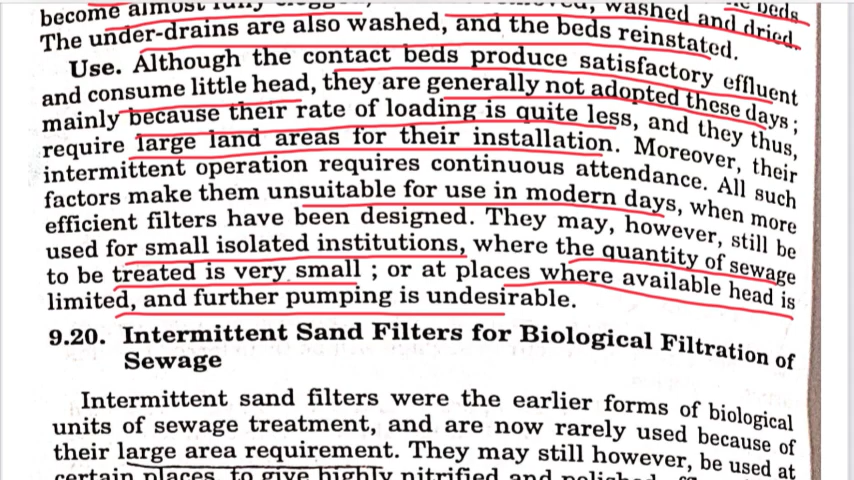 become almost fully clogged, removed, washed and dried.
The under-drains are also washed, and the beds reinstated.
Use. Although the contact beds produce satisfactory effluent
and consume little head, they are generally not adopted these days ;
mainly because their rate of loading is quite less, and they thus,
require large land areas for their installation. Moreover, their
intermittent operation requires continuous attendance. All such
factors make them unsuitable for use in modern days, when more
efficient filters have been designed. They may, however, still be
used for small isolated institutions, where the quantity of sewage
to be treated is very small ; or at places where available head is
limited, and further pumping is undesirable.
9.20. Intermittent Sand Filters for Biological Filtration of
Sewage
Intermittent sand filters were the earlier forms of biological
units of sewage treatment, and are now rarely used because of
their large area requirement. They may still however, be used at
certain places, to give highly nitrified and